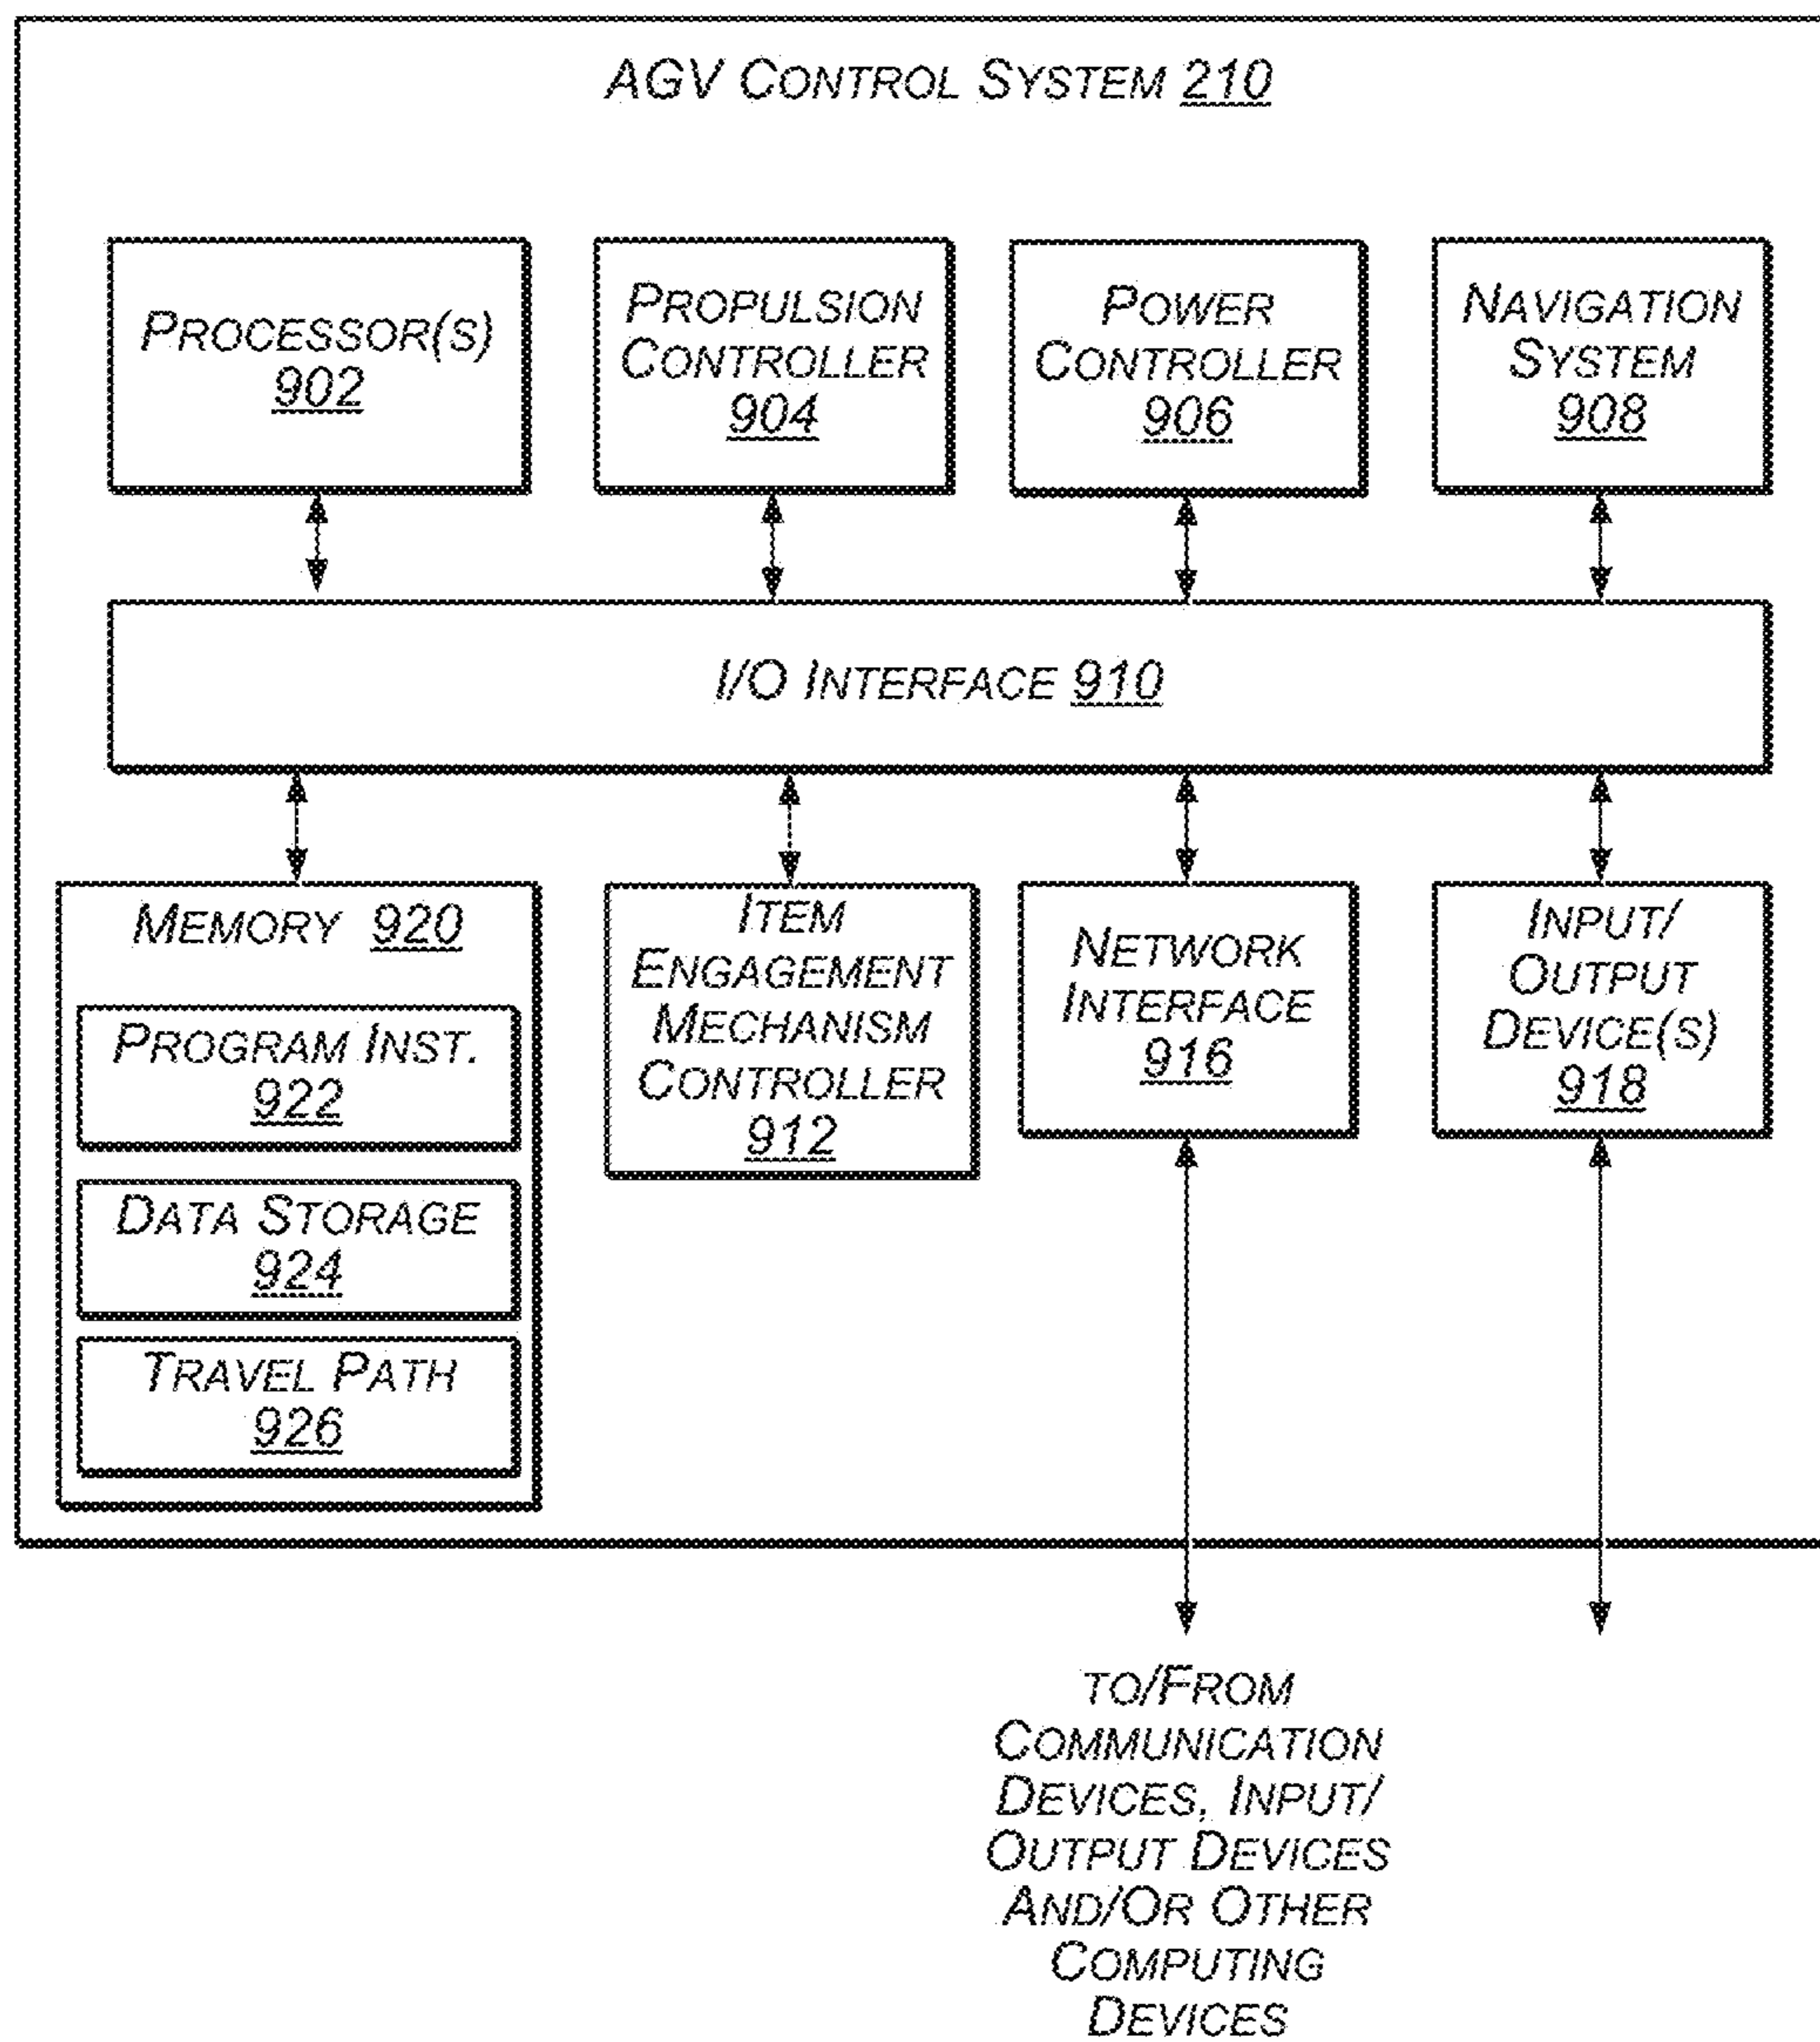 AGV CONTROL SYSTEM 210
PROCESSOR(S)
902
PROPULSION
CONTROLLER
904
POWER
CONTROLLER
906
NAVIGATION
SYSTEM
908
I/O INTERFACE 910
MEMORY 920
PROGRAM INST.
922
DATA STORAGE
924
TRAVEL PATH
926
ITEM
ENGAGEMENT
MECHANISM
CONTROLLER
912
NETWORK
INTERFACE
916
INPUT/
OUTPUT
DEVICE(S)
918
TO/FROM
COMMUNICATION
DEVICES, INPUT/
OUTPUT DEVICES
AND/OR OTHER
COMPUTING
DEVICES